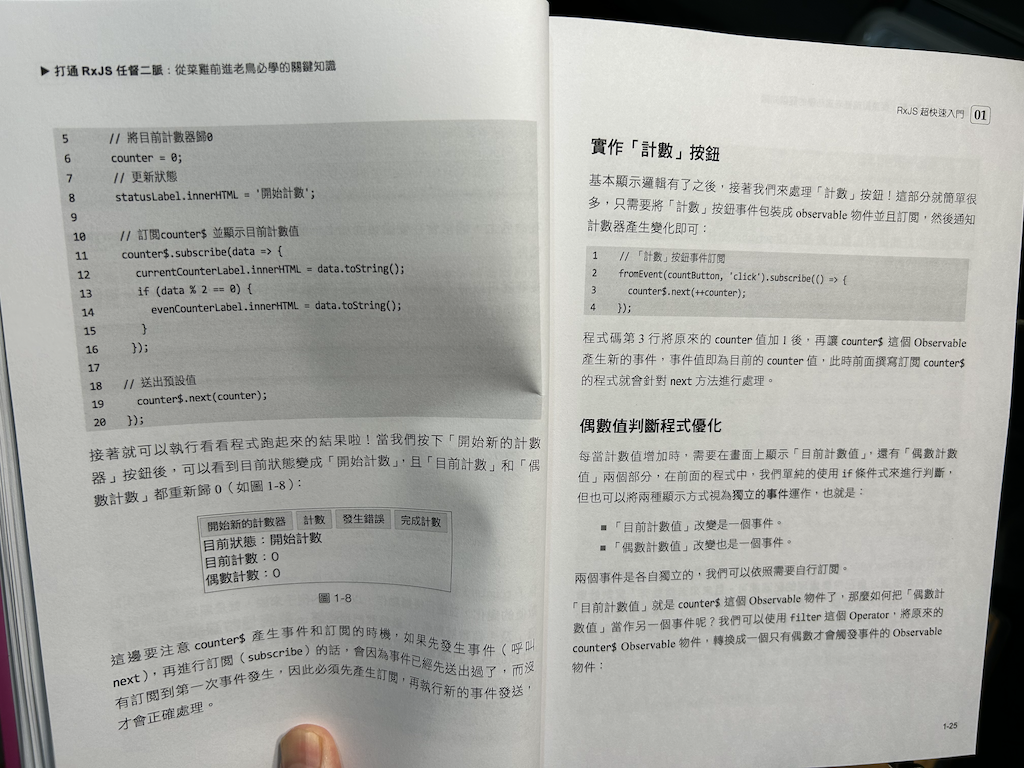 ▶ 打通 RxJS 任督二脈：從菜雞前進老鳥必學的關鍵知識
5 // 將目前計數器歸0
6 counter = 0;
7 // 更新狀態
8 statusLabel.innerHTML = '開始計數';
9
10 // 訂閱counter$ 並顯示目前計數值
11 counter$.subscribe(data => {
12 currentCounterLabel.innerHTML = data.toString();
13 if (data % 2 == 0) {
14 evenCounterLabel.innerHTML = data.toString();
15 }
16 });
17
18 // 送出預設值
19 counter$.next(counter);
20 });
接著就可以執行看看程式跑起來的結果啦！當我們按下「開始新的計數
器」按鈕後，可以看到目前狀態變成「開始計數」，且「目前計數」和「偶
數計數」都重新歸 0（如圖 1-8）：
開始新的計數器 計數 發生錯誤 完成計數
目前狀態：開始計數
目前計數：0
偶數計數：0
圖 1-8
這邊要注意 counter$ 產生事件和訂閱的時機，如果先發生事件（呼叫
next），再進行訂閱（subscribe）的話，會因為事件已經先送出過了，而沒
有訂閱到第一次事件發生，因此必須先產生訂閱，再執行新的事件發送，
才會正確處理。
RxJS 超快速入門 01
實作「計數」按鈕
基本顯示邏輯有了之後，接著我們來處理「計數」按鈕！這部分就簡單很
多，只需要將「計數」按鈕事件包裝成 observable 物件並且訂閱，然後通知
計數器產生變化即可：
1 // 「計數」按鈕事件訂閱
2 fromEvent(countButton, 'click').subscribe(() => {
3 counter$.next(++counter);
4 });
程式碼第 3 行將原來的 counter 值加 1 後，再讓 counter$ 這個 Observable
產生新的事件，事件值即為目前的 counter 值，此時前面撰寫訂閱 counter$
的程式就會針對 next 方法進行處理。
偶數值判斷程式優化
每當計數值增加時，需要在畫面上顯示「目前計數值」，還有「偶數計數
值」兩個部分，在前面的程式中，我們單純的使用 if 條件式來進行判斷，
但也可以將兩種顯示方式視為獨立的事件運作，也就是：
■ 「目前計數值」改變是一個事件。
■ 「偶數計數值」改變也是一個事件。
兩個事件是各自獨立的，我們可以依照需要自行訂閱。
「目前計數值」就是 counter$ 這個 Observable 物件了，那麼如何把「偶數計
數值」當作另一個事件呢？我們可以使用 filter 這個 Operator，將原來的
counter$ Observable 物件，轉換成一個只有偶數才會觸發事件的 Observable
物件：
1-25